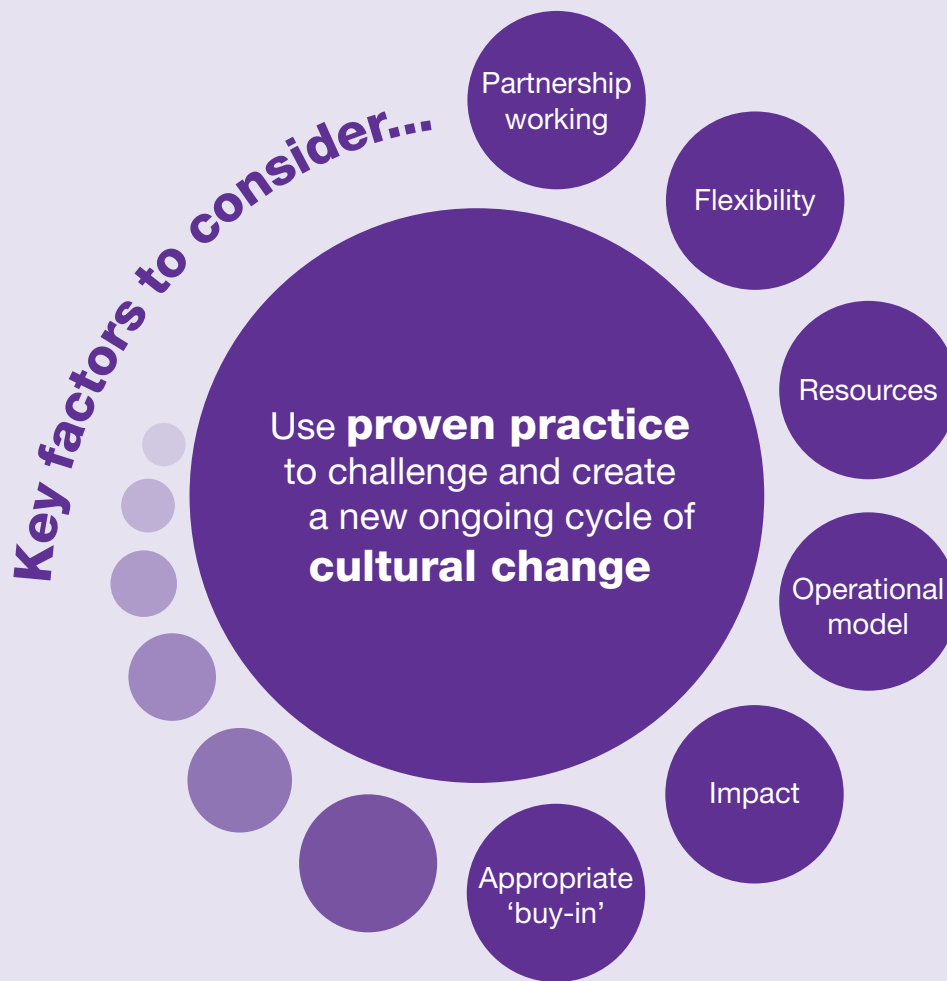 Key factors to consider...
Partnership
working
Flexibility
Resources
Operational
model
Impact
Appropriate
‘buy-in’
Use proven practice
to challenge and create
a new ongoing cycle of
cultural change